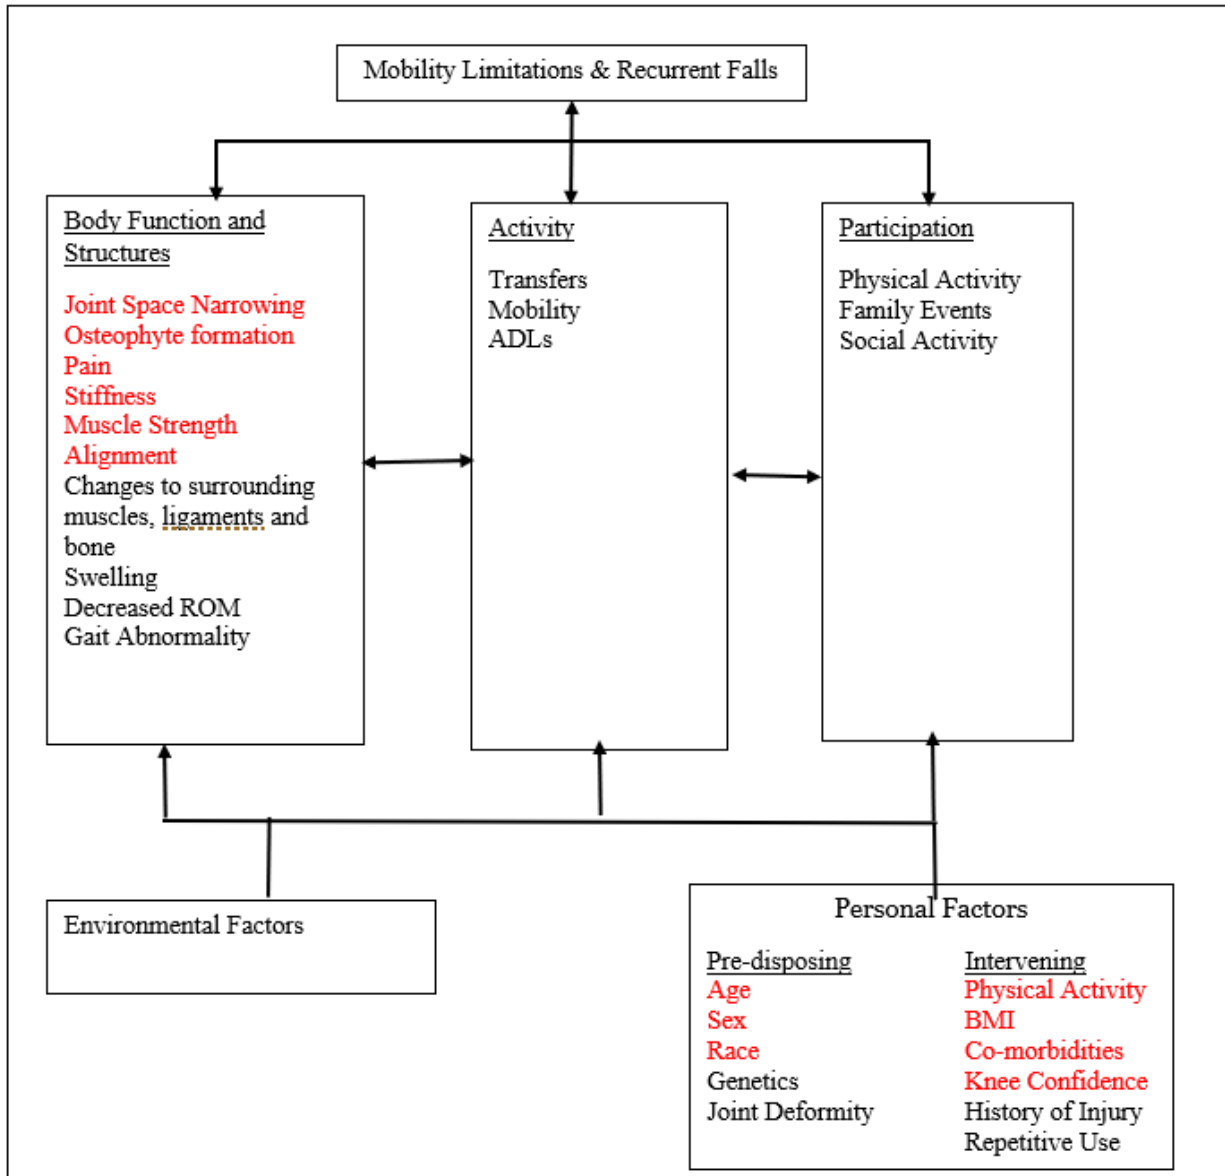 Mobility Limitations & Recurrent Falls
Body Function and
Structures
Joint Space Narrowing
Osteophyte formation
Pain
Stiffness
Muscle Strength
Alignment
Changes to surrounding
muscles, ligaments and
bone
Swelling
Decreased ROM
Gait Abnormality
Activity
Transfers
Mobility
ADLs
Participation
Physical Activity
Family Events
Social Activity
Environmental Factors
Personal Factors
Pre-disposing
Age
Sex
Race
Genetics
Joint Deformity
Intervening
Physical Activity
BMI
Co-morbidities
Knee Confidence
History of Injury
Repetitive Use